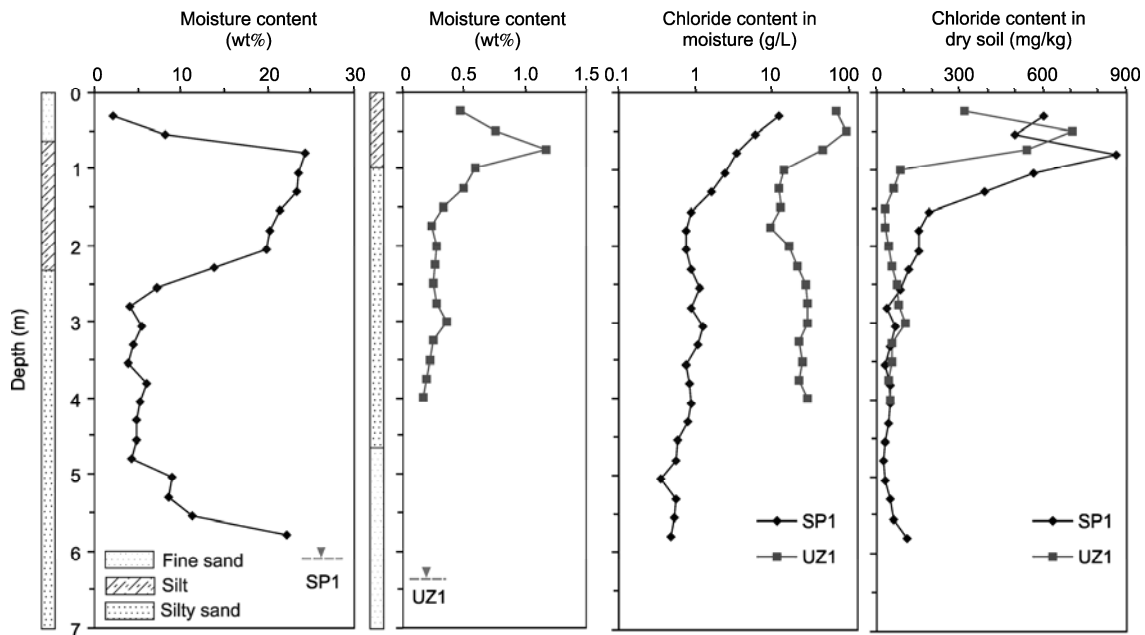 Moisture content
(wt%)
Moisture content
(wt%)
Chloride content in
moisture (g/L)
Chloride content in
dry soil (mg/kg)
0 10 20 30
0 0.5 1.0 1.5
0.1 1 10 100
0 300 600 900
0
1
2
3
4
5
6
7
Depth (m)
Fine sand
Silt
Silty sand
SP1
UZ1
SP1
UZ1
SP1
UZ1